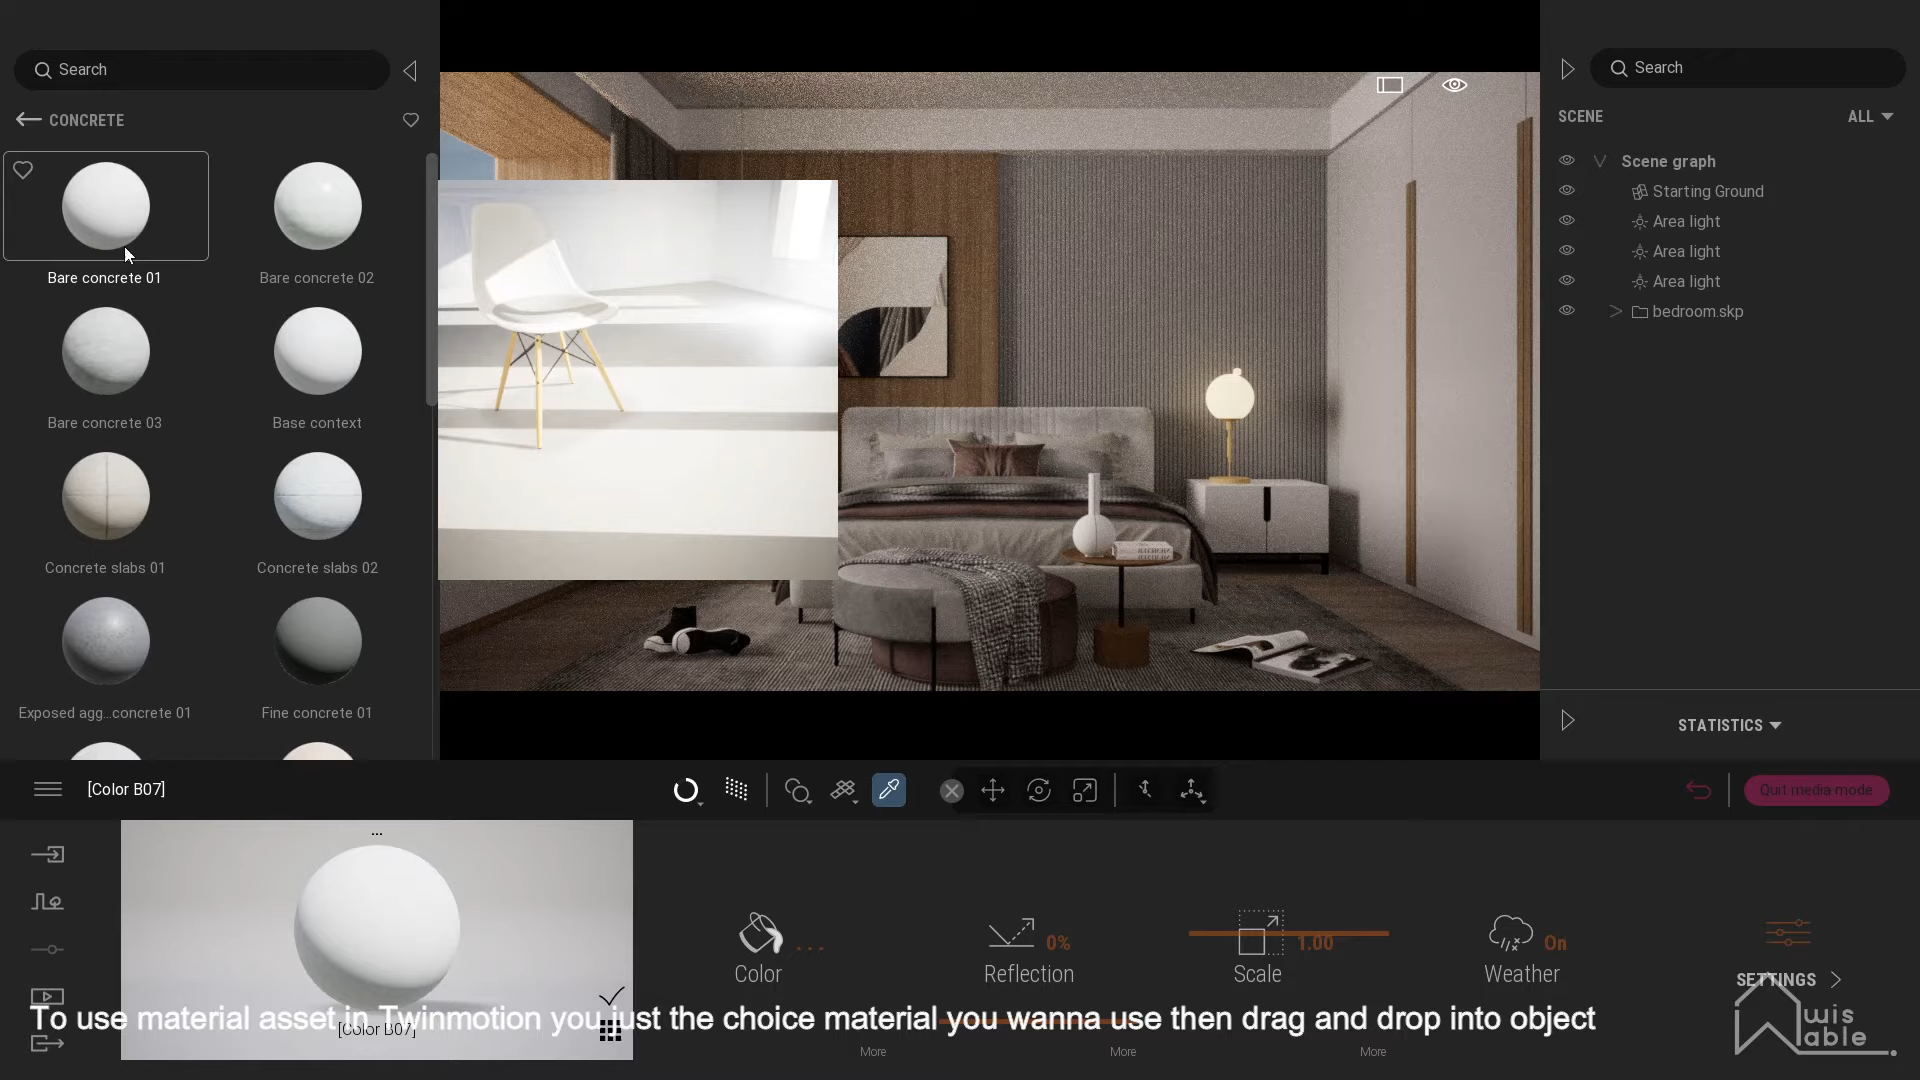 Search
CONCRETE
Bare concrete 01
Bare concrete 02
Bare concrete 03
Base context
Concrete slabs 01
Concrete slabs 02
Exposed agg...concrete 01
Fine concrete 01
Search
SCENE
ALL
Scene graph
Starting Ground
Area light
Area light
Area light
bedroom.skp
STATISTICS
[Color B07]
Quit media mode
...
[Color B07]
Color
...
Reflection
0%
Scale
1.00
Weather
On
SETTINGS
More
More
More
To use material asset in Twinmotion you just the choice material you wanna use then drag and drop into object
wis
able